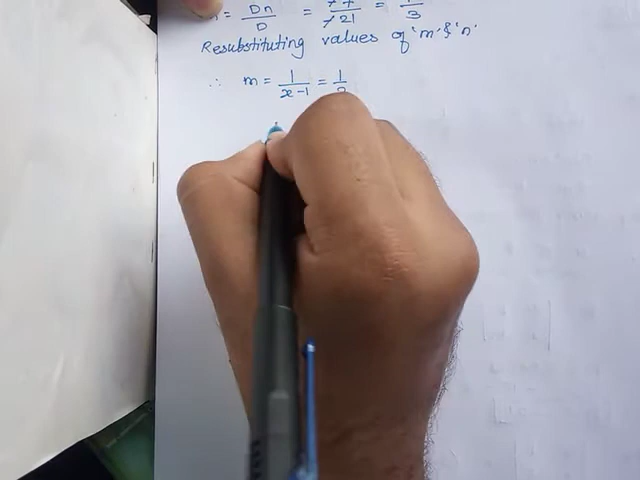 = Dn/D = -7/-21 = 1/3
Resubstituting values of 'm' & 'n'.
∴ m = 1/x-1 = 1/3